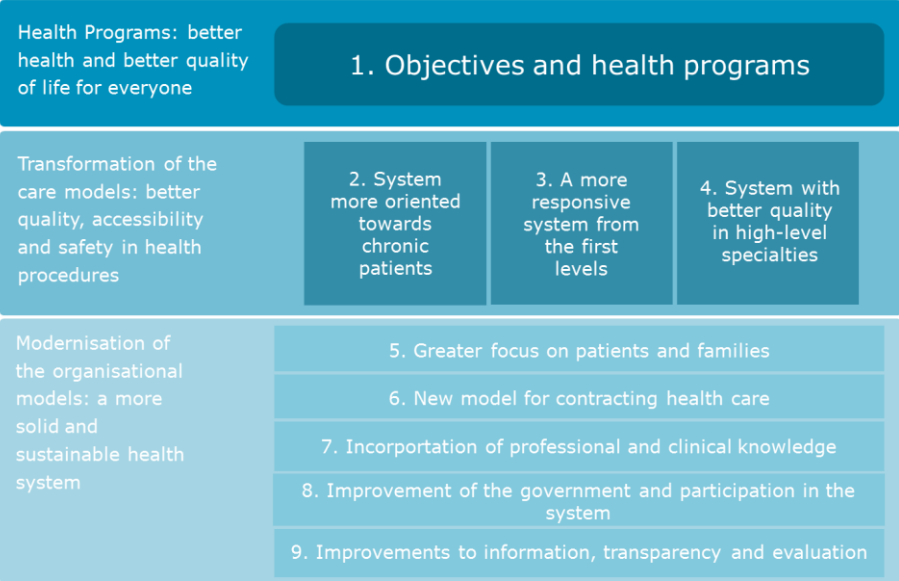 Health Programs: better
health and better quality
of life for everyone
1. Objectives and health programs
Transformation of the
care models: better
quality, accessibility
and safety in health
procedures
2. System
more oriented
towards
chronic
patients
3. A more
responsive
system from
the first
levels
4. System with
better quality
in high-level
specialties
Modernisation of
the organisational
models: a more
solid and
sustainable health
system
5. Greater focus on patients and families
6. New model for contracting health care
7. Incorportation of professional and clinical knowledge
8. Improvement of the government and participation in the
system
9. Improvements to information, transparency and evaluation